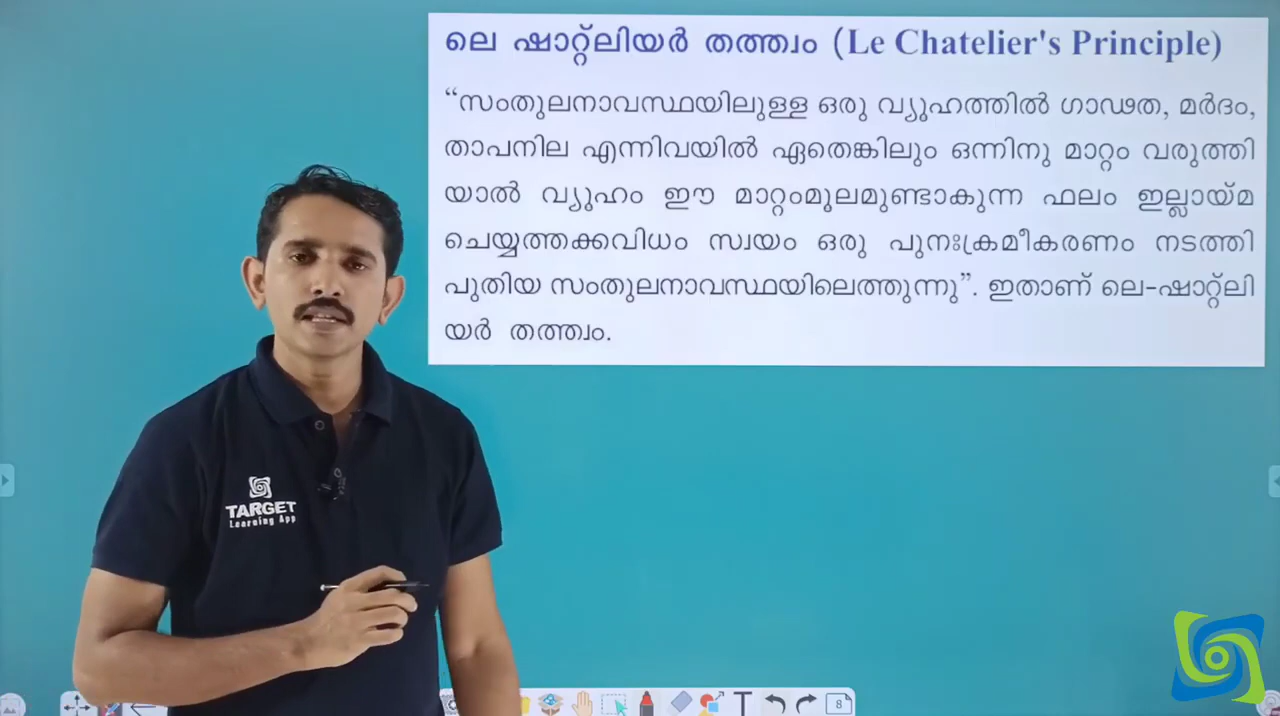 ലെ ഷാറ്റ്ലിയർ തത്ത്വം (Le Chatelier's Principle)
“സംതുലനാവസ്ഥയിലുള്ള ഒരു വ്യൂഹത്തിൽ ഗാഢത, മർദം,
താപനില എന്നിവയിൽ ഏതെങ്കിലും ഒന്നിനു മാറ്റം വരുത്തി
യാൽ വ്യൂഹം ഈ മാറ്റംമൂലമുണ്ടാകുന്ന ഫലം ഇല്ലായ്മ
ചെയ്യത്തക്കവിധം സ്വയം ഒരു പുനഃക്രമീകരണം നടത്തി
പുതിയ സംതുലനാവസ്ഥയിലെത്തുന്നു”. ഇതാണ് ലെ-ഷാറ്റ്ലി
യർ തത്ത്വം.
TARGET
Learning App
T
8